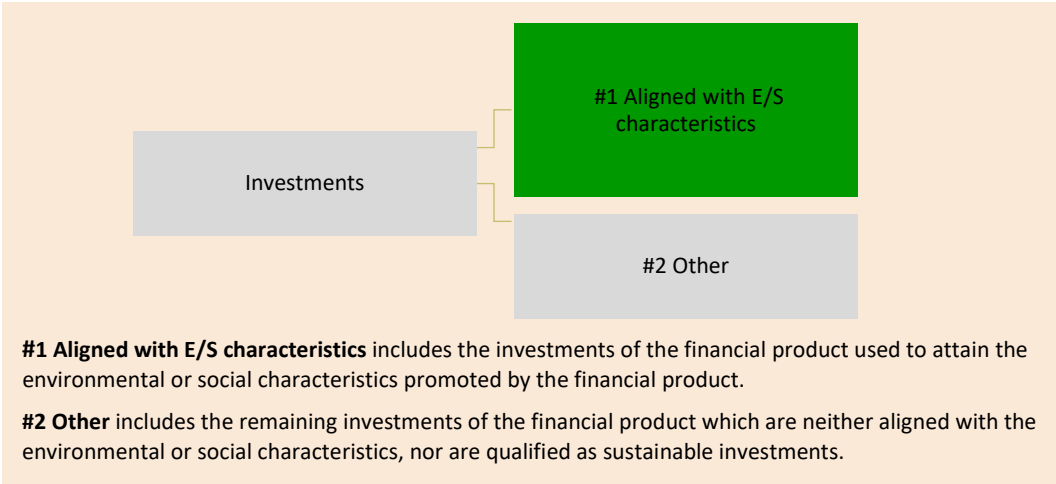 #1 Aligned with E/S
characteristics
Investments
#2 Other
#1 Aligned with E/S characteristics includes the investments of the financial product used to attain the
environmental or social characteristics promoted by the financial product.
#2 Other includes the remaining investments of the financial product which are neither aligned with the
environmental or social characteristics, nor are qualified as sustainable investments.